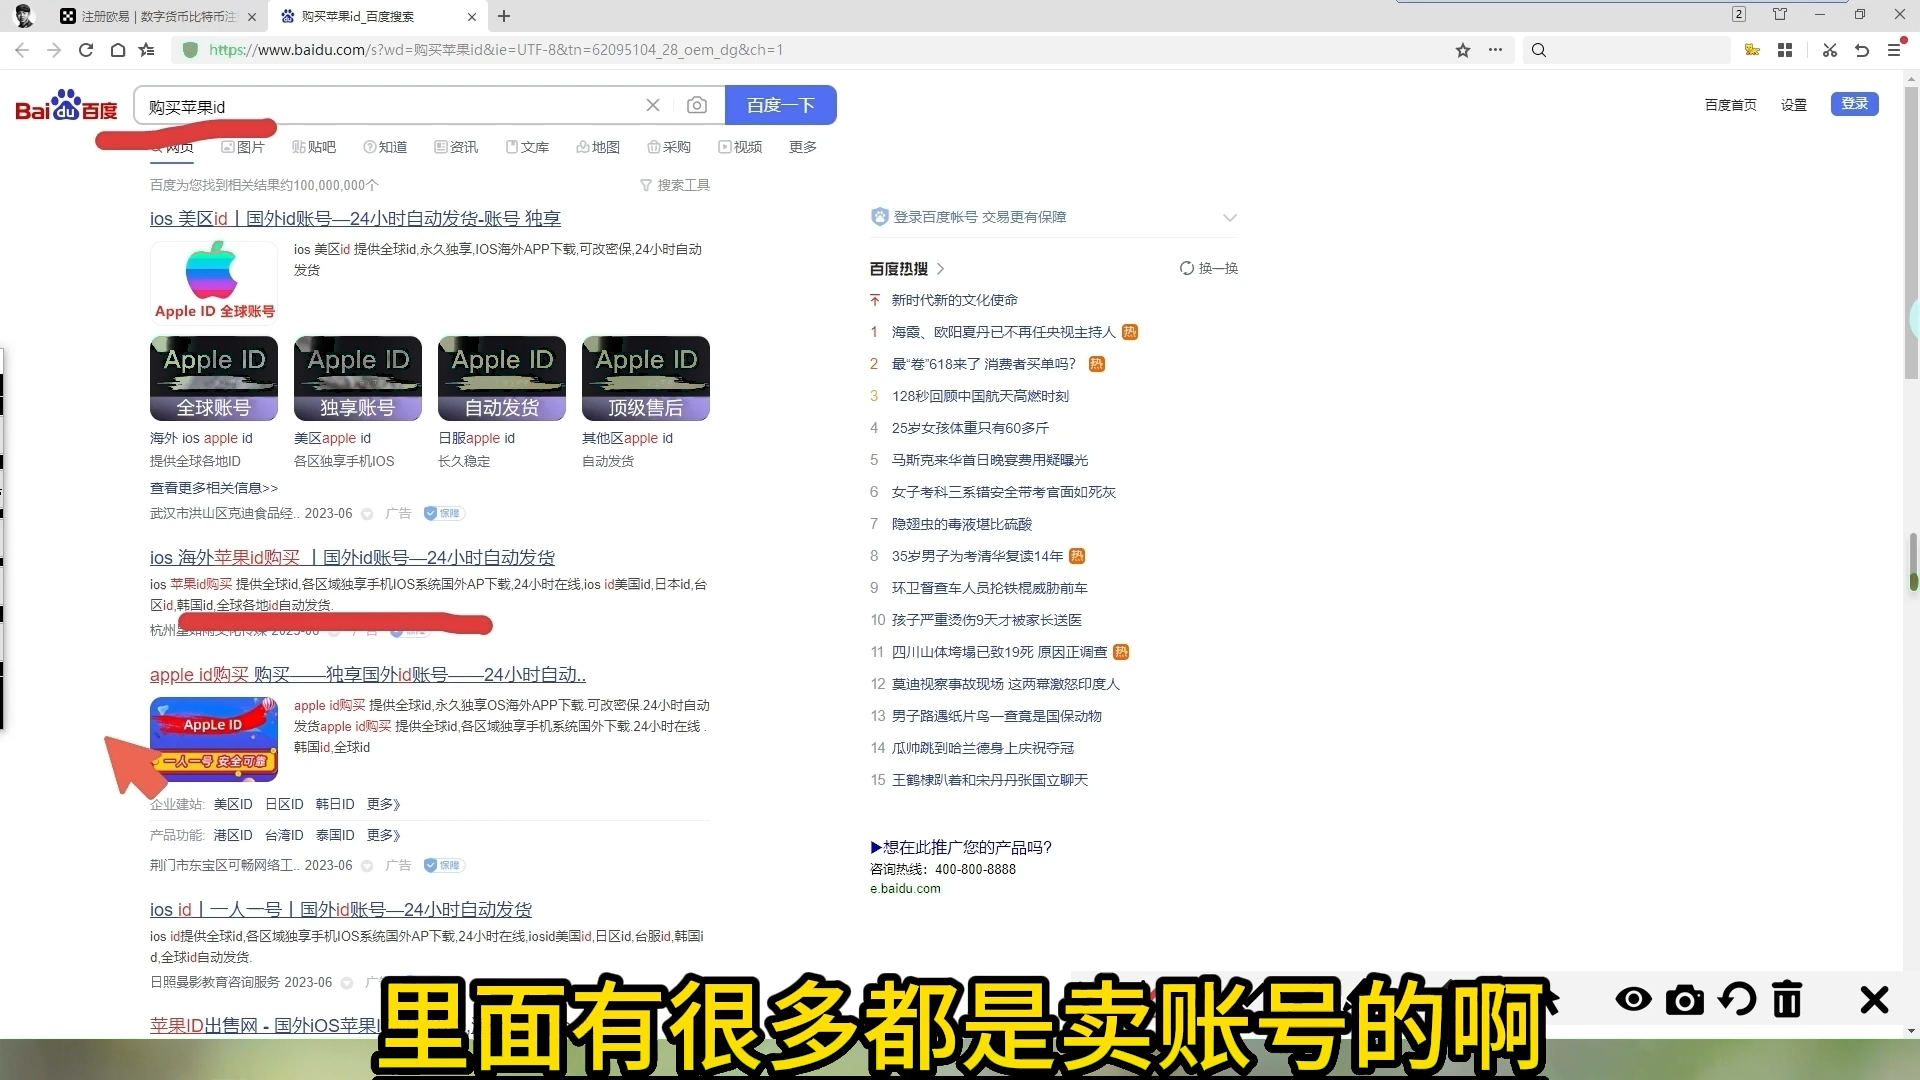 注册欧易 | 数字货币比特币注
购买苹果id_百度搜索
2
https://www.baidu.com/s?wd=购买苹果id&ie=UTF-8&tn=62095104_28_oem_dg&ch=1
Bai du 百度
购买苹果id
百度一下
百度首页
设置
登录
网页
图片
贴吧
知道
资讯
文库
地图
采购
视频
更多
百度为您找到相关结果约100,000,000个
搜索工具
ios 美区id丨国外id账号—24小时自动发货-账号 独享
Apple ID 全球账号
ios 美区id 提供全球id,永久独享,IOS海外APP下载,可改密保,24小时自动
发货
Apple ID
全球账号
Apple ID
独享账号
Apple ID
自动发货
Apple ID
顶级售后
海外 ios apple id
美区apple id
日服apple id
其他区apple id
提供全球各地ID
各区独享手机IOS
长久稳定
自动发货
查看更多相关信息>>
武汉市洪山区克迪食品经.. 2023-06 广告 保障
ios 海外苹果id购买 丨国外id账号—24小时自动发货
ios 苹果id购买 提供全球id,各区域独享手机IOS系统国外AP下载,24小时在线,ios id美国id,日本id,台
区id,韩国id,全球各地id自动发货.
apple id购买 购买——独享国外id账号——24小时自动..
AppLe ID
一人一号 安全可靠
apple id购买 提供全球id,永久独享OS海外APP下载.可改密保.24小时自动
发货apple id购买 提供全球id,各区域独享手机系统国外下载.24小时在线 .
韩国id,全球id
企业建站: 美区ID 日区ID 韩日ID 更多》
产品功能: 港区ID 台湾ID 泰国ID 更多》
荆门市东宝区可畅网络工.. 2023-06 广告 保障
ios id丨一人一号丨国外id账号—24小时自动发货
ios id提供全球id,各区域独享手机IOS系统国外AP下载,24小时在线,iosid美国id,日区id,台服id,韩国i
d,全球id自动发货.
日照曼影教育咨询服务 2023-06
苹果ID出售网 - 国外iOS苹果I
登录百度帐号 交易更有保障
百度热搜
换一换
新时代新的文化使命
1 海霞、欧阳夏丹已不再任央视主持人 热
2 最“卷”618来了 消费者买单吗? 热
3 128秒回顾中国航天高燃时刻
4 25岁女孩体重只有60多斤
5 马斯克来华首日晚宴费用疑曝光
6 女子考科三系错安全带考官面如死灰
7 隐翅虫的毒液堪比硫酸
8 35岁男子为考清华复读14年 热
9 环卫督查车人员抡铁棍威胁前车
10 孩子严重烫伤9天才被家长送医
11 四川山体垮塌已致19死 原因正调查 热
12 莫迪视察事故现场 这两幕激怒印度人
13 男子路遇纸片鸟一查竟是国保动物
14 瓜帅跳到哈兰德身上庆祝夺冠
15 王鹤棣趴着和宋丹丹张国立聊天
▶想在此推广您的产品吗?
咨询热线：400-800-8888
e.baidu.com
里面有很多都是卖账号的啊